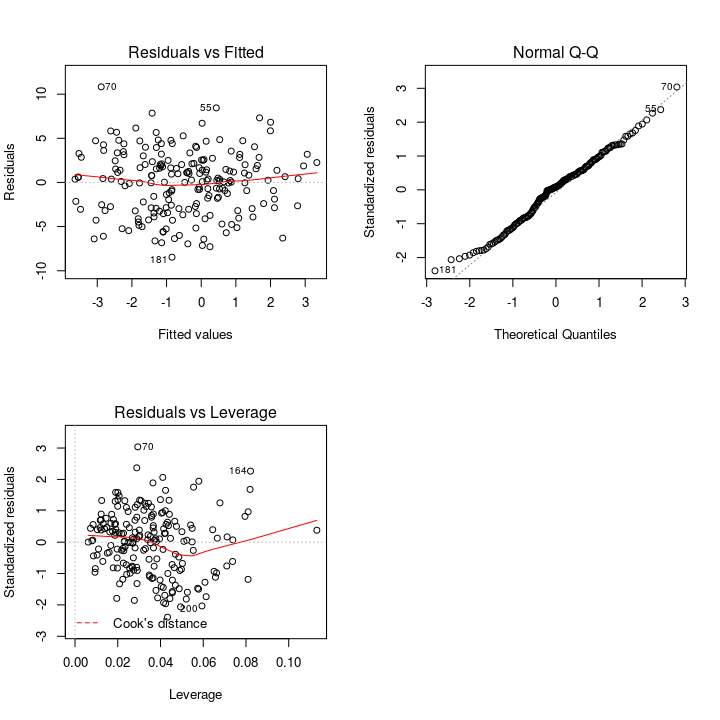 Residuals vs Fitted
Residuals
10
5
0
-5
-10
70
55
181
-3 -2 -1 0 1 2 3
Fitted values
Normal Q-Q
Standardized residuals
3
2
1
0
-1
-2
70
55
181
-3 -2 -1 0 1 2 3
Theoretical Quantiles
Residuals vs Leverage
Standardized residuals
3
2
1
0
-1
-2
-3
70
164
200
Cook's distance
0.00 0.02 0.04 0.06 0.08 0.10
Leverage